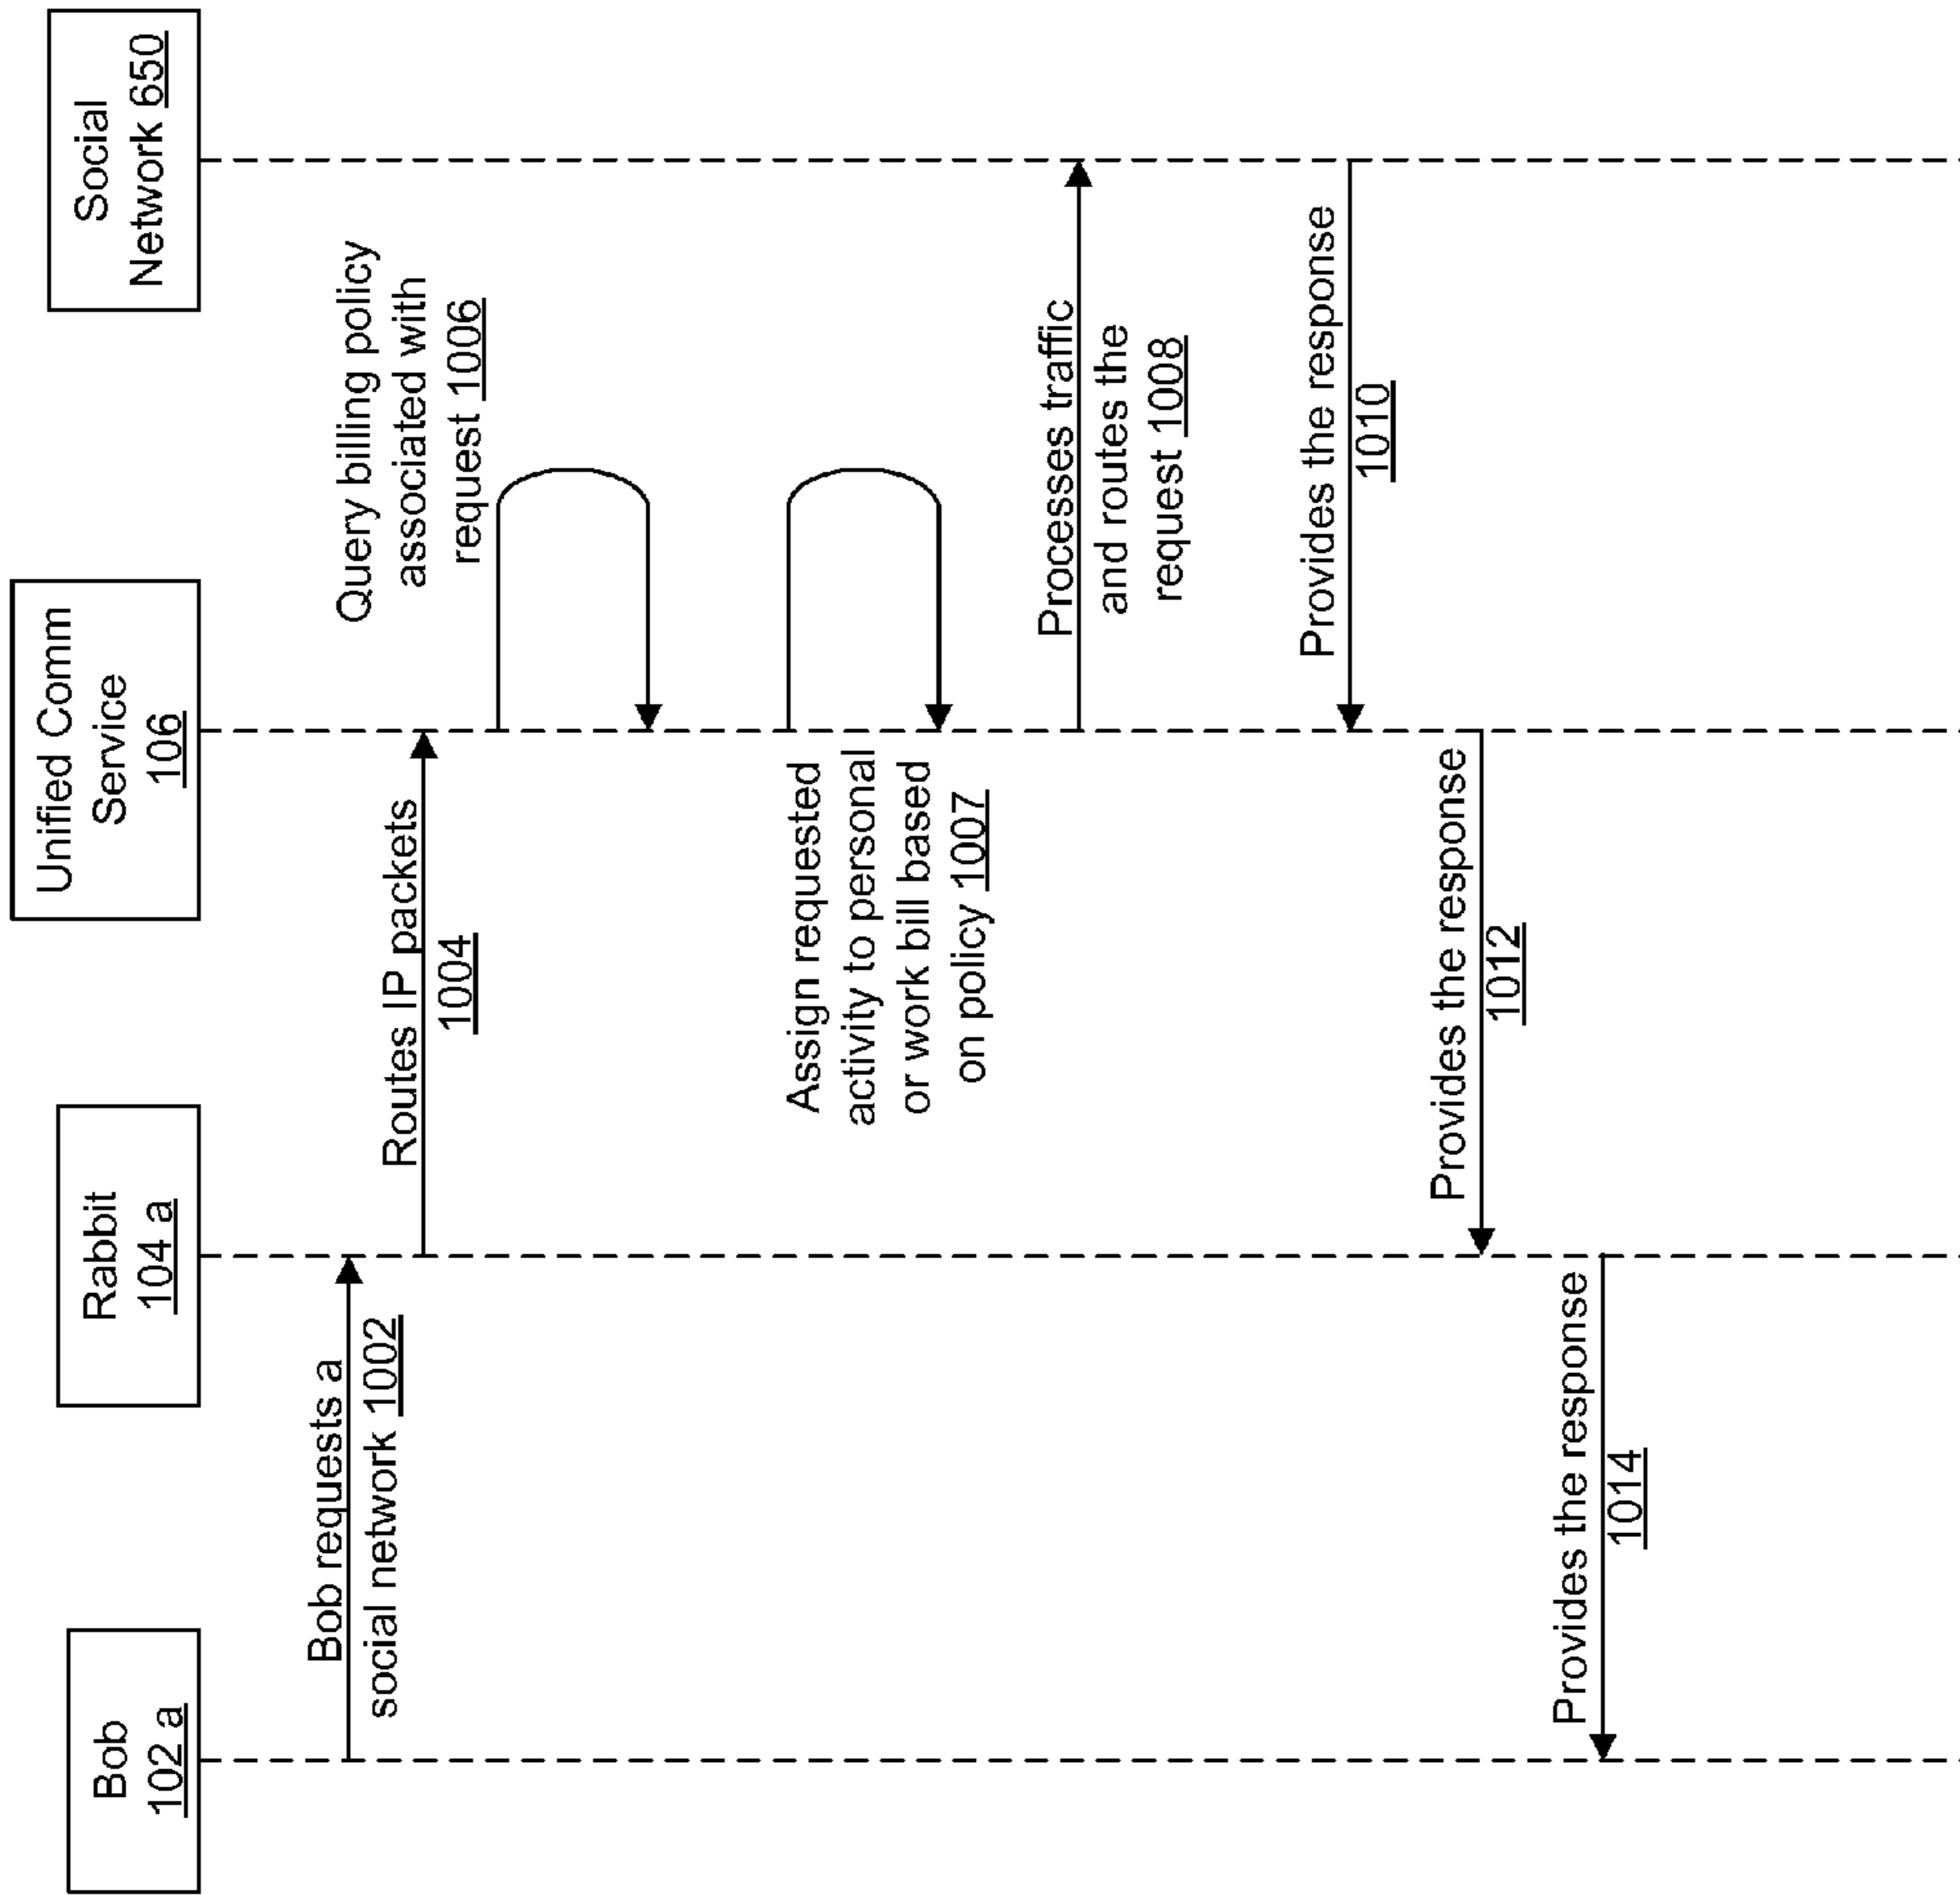 Bob
102 a
Rabbit
104 a
Unified Comm
Service
106
Social
Network 650
Bob requests a
social network 1002
Routes IP packets
1004
Query billing policy
associated with
request 1006
Assign requested
activity to personal
or work bill based
on policy 1007
Processes traffic
and routes the
request 1008
Provides the response
1010
Provides the response
1012
Provides the response
1014